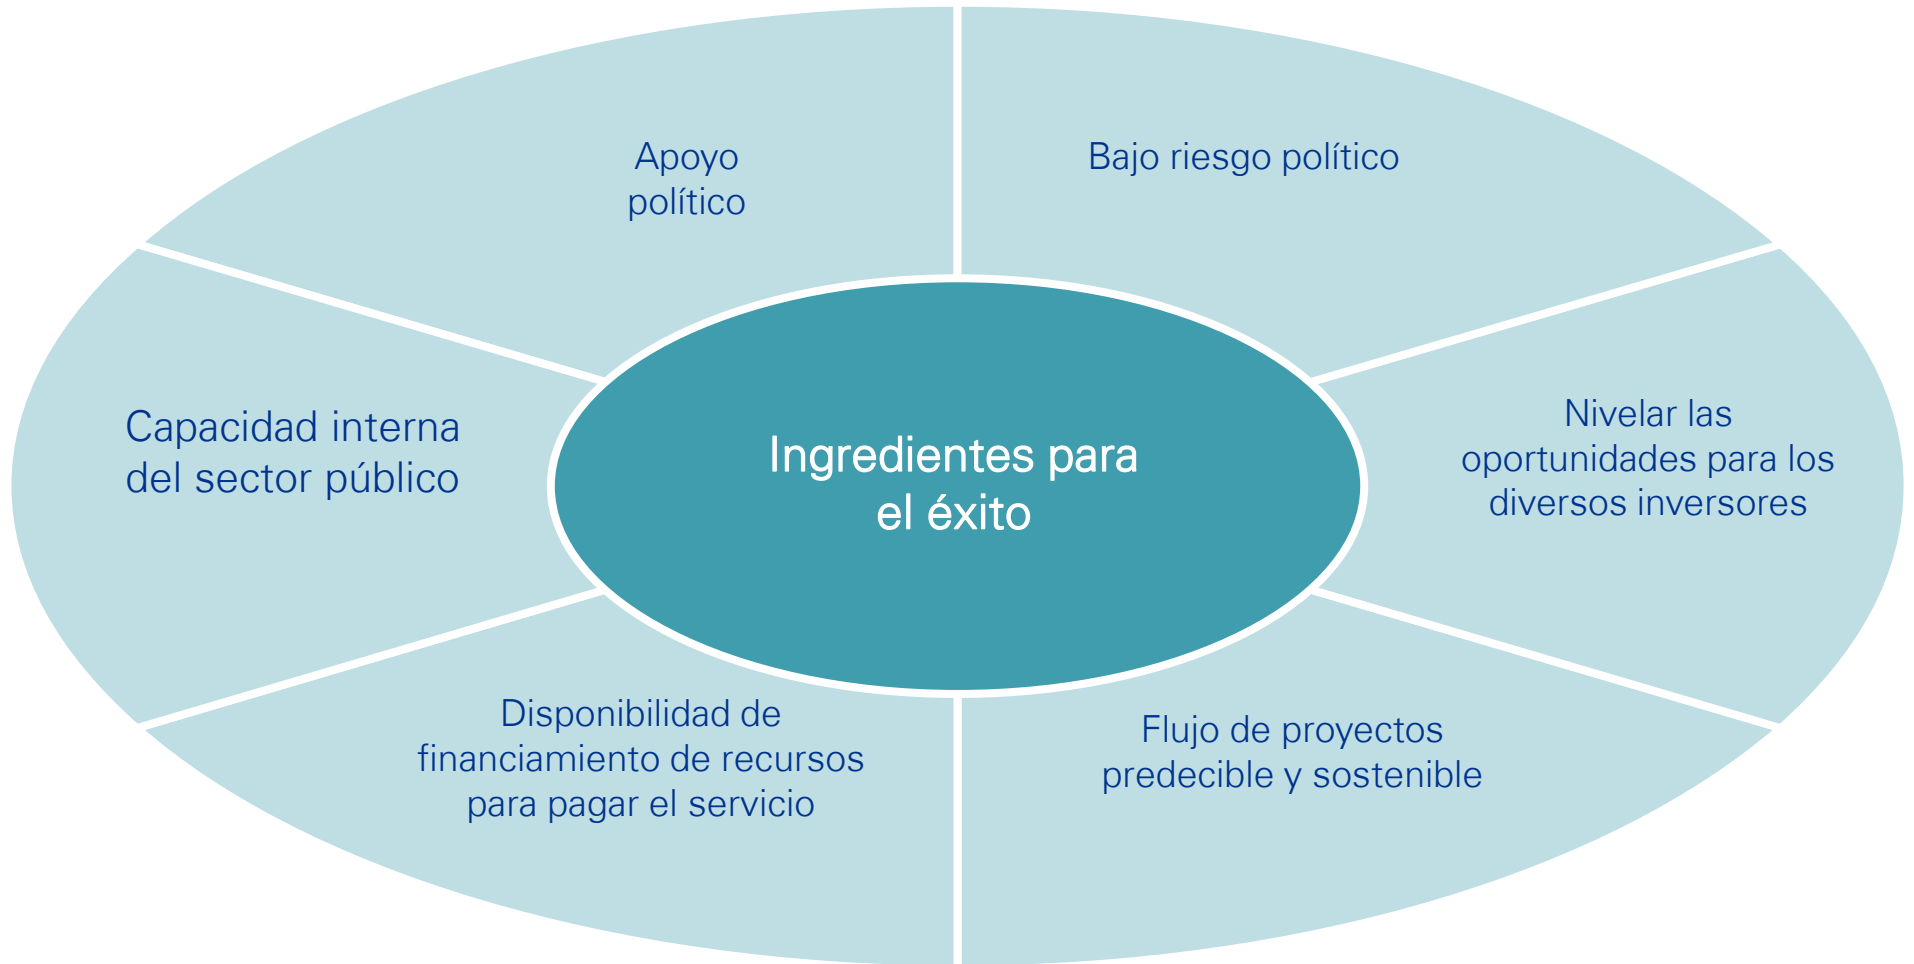 Apoyo
político
Bajo riesgo político
Capacidad interna
del sector público
Ingredientes para
el éxito
Nivelar las
oportunidades para los
diversos inversores
Disponibilidad de
financiamiento de recursos
para pagar el servicio
Flujo de proyectos
predecible y sostenible